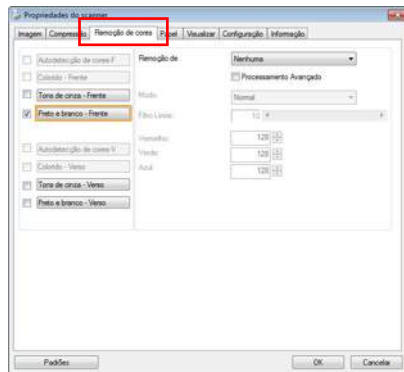 Propriedades do scanner
Imagem Compressão Remoção de cores Papel Visualizar Configuração Informação
Autodetecção de cores-F
Remoção de
Nenhuma
Colorido - Frente
Processamento Avançado
Tons de cinza - Frente
Modo:
Normal
Preto e branco - Frente
Filtro Limiar:
10
Vermelho:
128
Autodetecção de cores-V
Verde:
128
Colorido - Verso
Azul:
128
Tons de cinza - Verso
Preto e branco - Verso
Padrões
OK
Cancelar